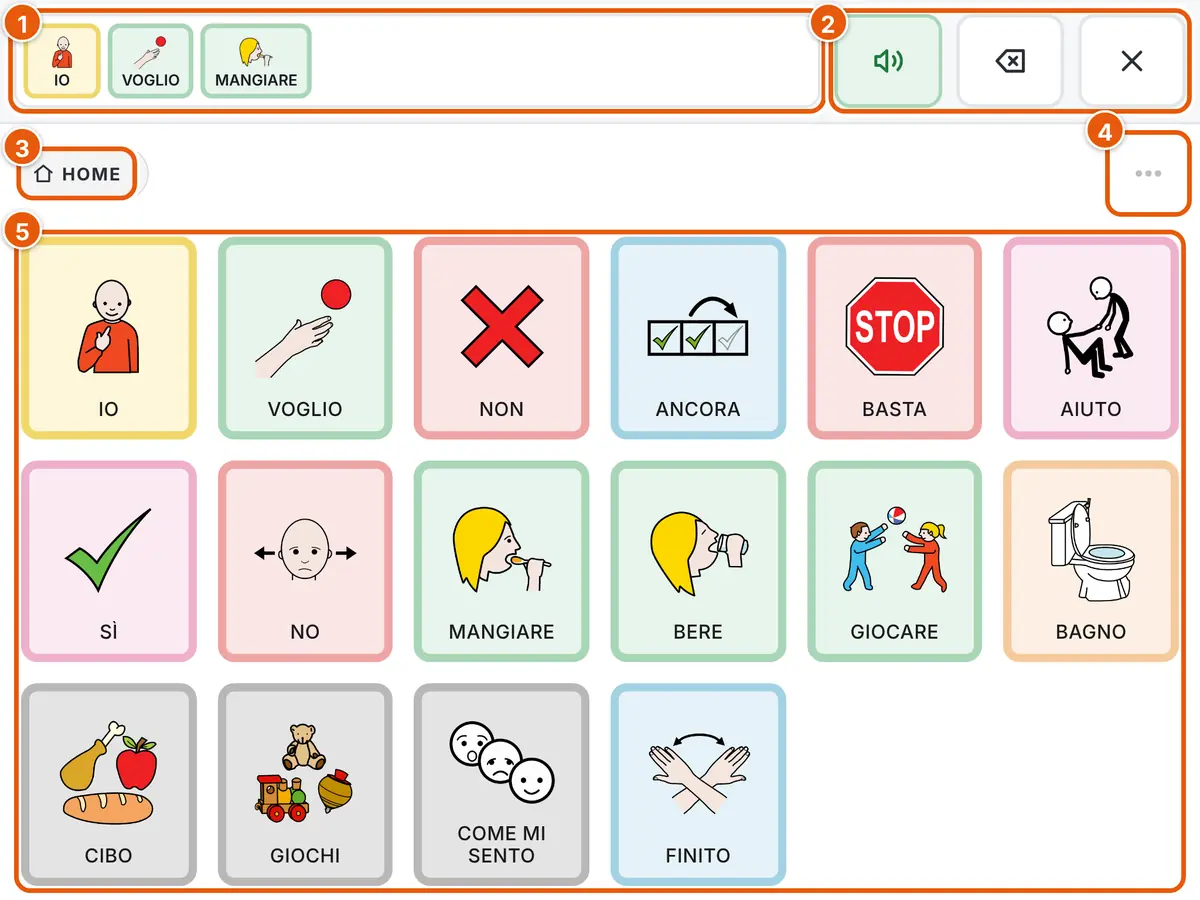 1
IO
VOGLIO
MANGIARE
2
3
HOME
4
5
IO
VOGLIO
NON
ANCORA
STOP
BASTA
AIUTO
SÌ
NO
MANGIARE
BERE
GIOCARE
BAGNO
CIBO
GIOCHI
COME MI
SENTO
FINITO